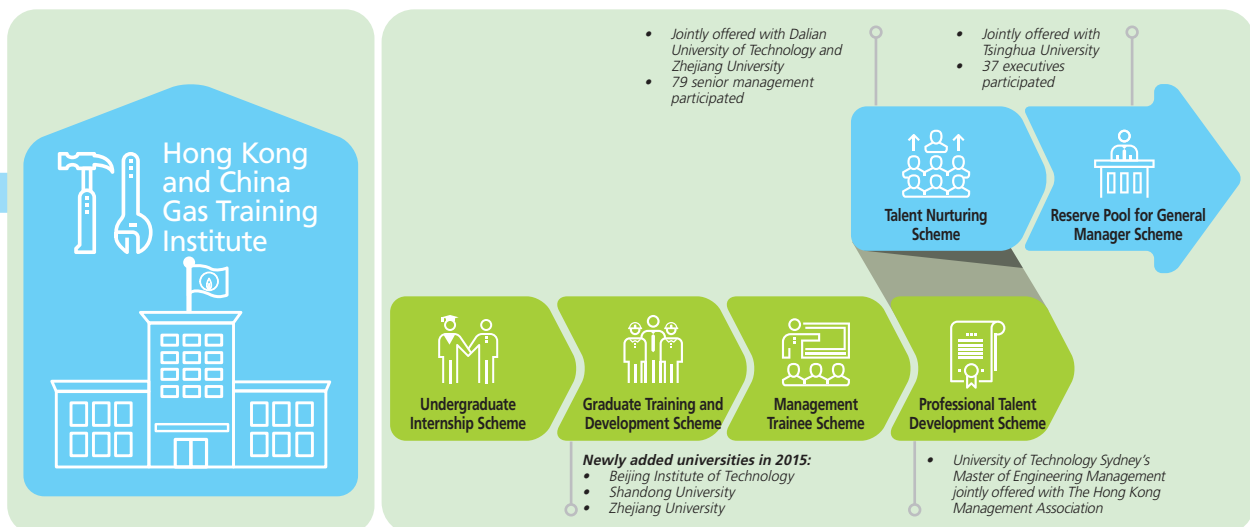 Hong Kong
and China
Gas Training
Institute
• Jointly offered with Dalian
University of Technology and
Zhejiang University
• 79 senior management
participated
• Jointly offered with
Tsinghua University
• 37 executives
participated
Talent Nurturing
Scheme
Reserve Pool for General
Manager Scheme
Undergraduate
Internship Scheme
Graduate Training and
Development Scheme
Management
Trainee Scheme
Professional Talent
Development Scheme
Newly added universities in 2015:
• Beijing Institute of Technology
• Shandong University
• Zhejiang University
• University of Technology Sydney's
Master of Engineering Management
jointly offered with The Hong Kong
Management Association